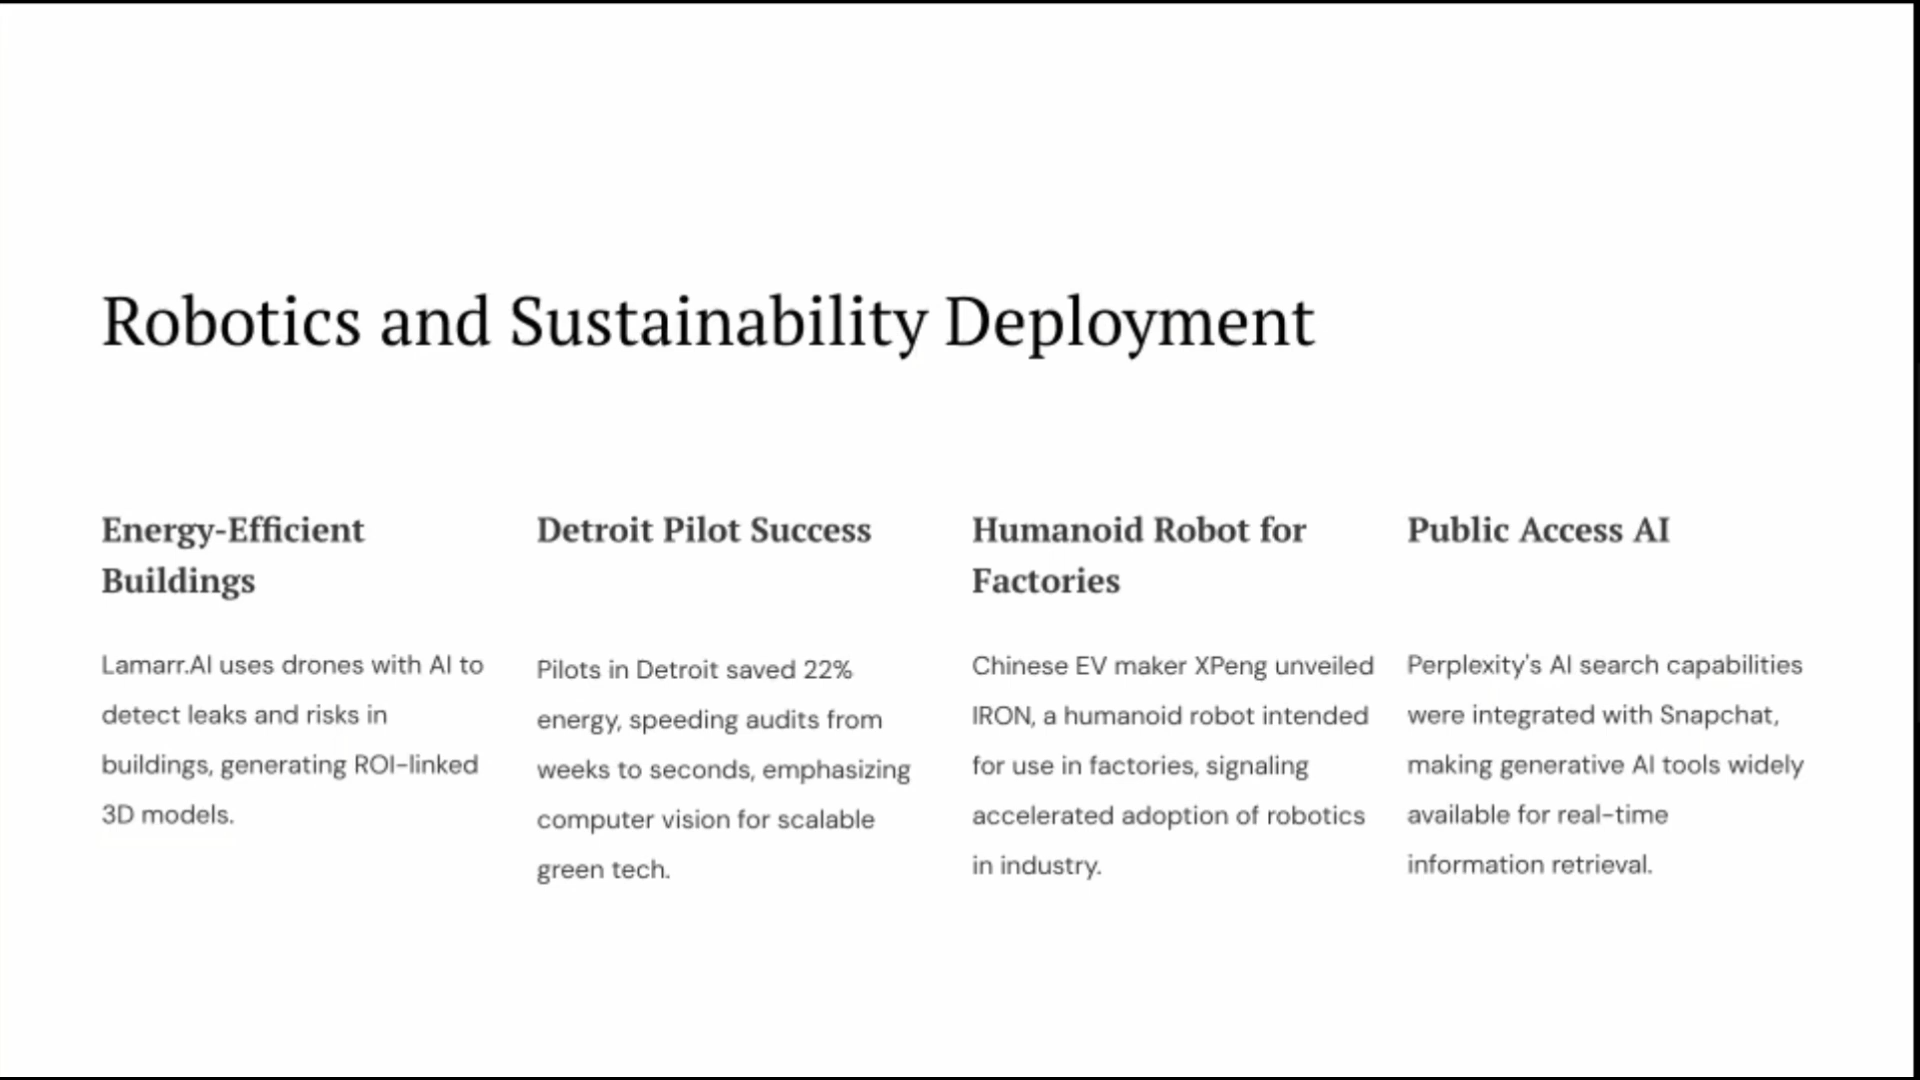 Robotics and Sustainability Deployment
Energy-Efficient
Buildings
Lamarr.AI uses drones with AI to
detect leaks and risks in
buildings, generating ROI-linked
3D models.
Detroit Pilot Success
Pilots in Detroit saved 22%
energy, speeding audits from
weeks to seconds, emphasizing
computer vision for scalable
green tech.
Humanoid Robot for
Factories
Chinese EV maker XPeng unveiled
IRON, a humanoid robot intended
for use in factories, signaling
accelerated adoption of robotics
in industry.
Public Access AI
Perplexity's AI search capabilities
were integrated with Snapchat,
making generative AI tools widely
available for real-time
information retrieval.